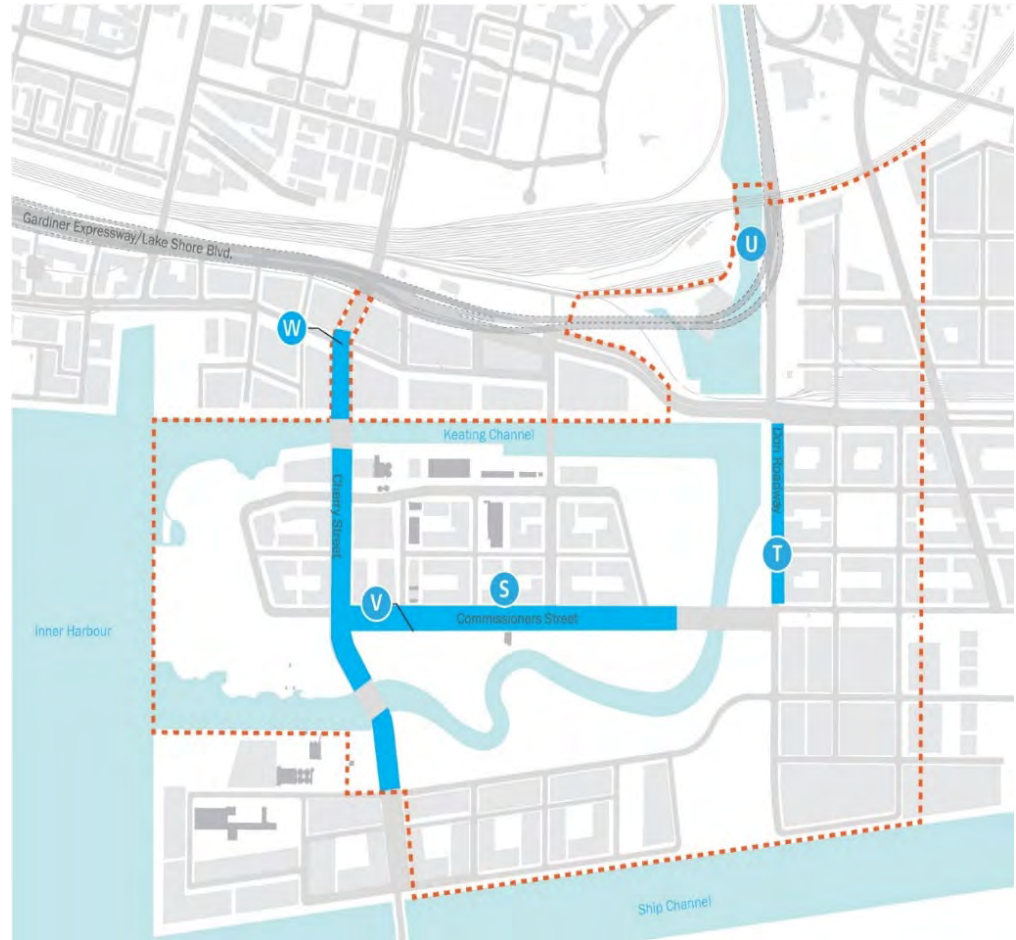 U
Gardiner Expressway/Lake Shore Blvd.
W
Keating Channel
Cherry Street
Don Roadway
T
S
V
Commissioners Street
Inner Harbour
Ship Channel